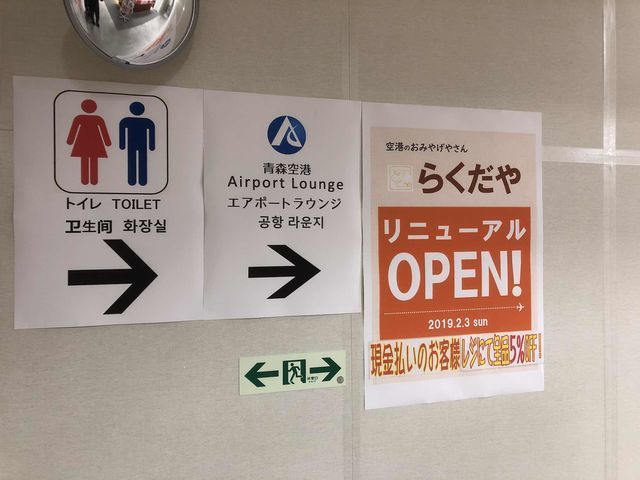 トイレ TOILET
卫生间 화장실
青森空港
Airport Lounge
エアポートラウンジ
공항 라운지
空港のおみやげやさん
らくだや
リニューアル
OPEN!
2019.2.3 sun
現金払いのお客様レジにて全品5%OFF!